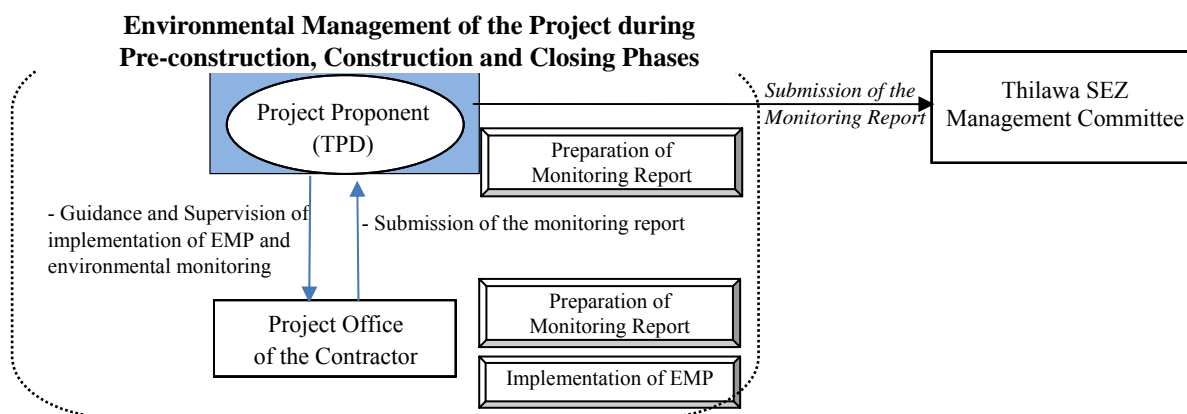 Environmental Management of the Project during
Pre-construction, Construction and Closing Phases
Project Proponent
(TPD)
Submission of the
Monitoring Report
Thilawa SEZ
Management Committee
Preparation of
Monitoring Report
- Guidance and Supervision of
implementation of EMP and
environmental monitoring
- Submission of the monitoring report
Project Office
of the Contractor
Preparation of
Monitoring Report
Implementation of EMP